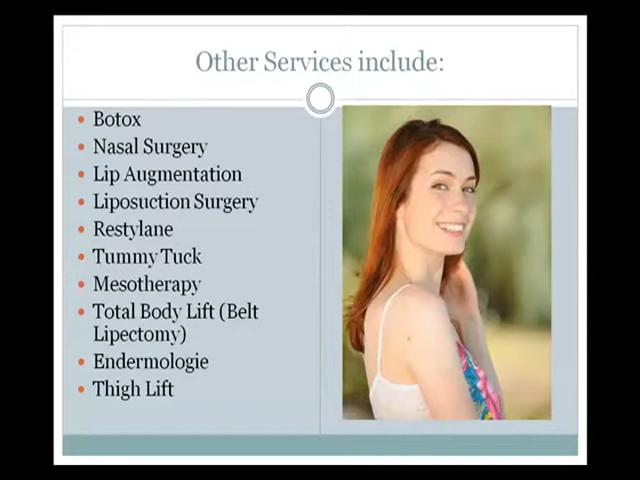 Other Services include:
Botox
Nasal Surgery
Lip Augmentation
Liposuction Surgery
Restylane
Tummy Tuck
Mesotherapy
Total Body Lift (Belt
Lipectomy)
Endermologie
Thigh Lift